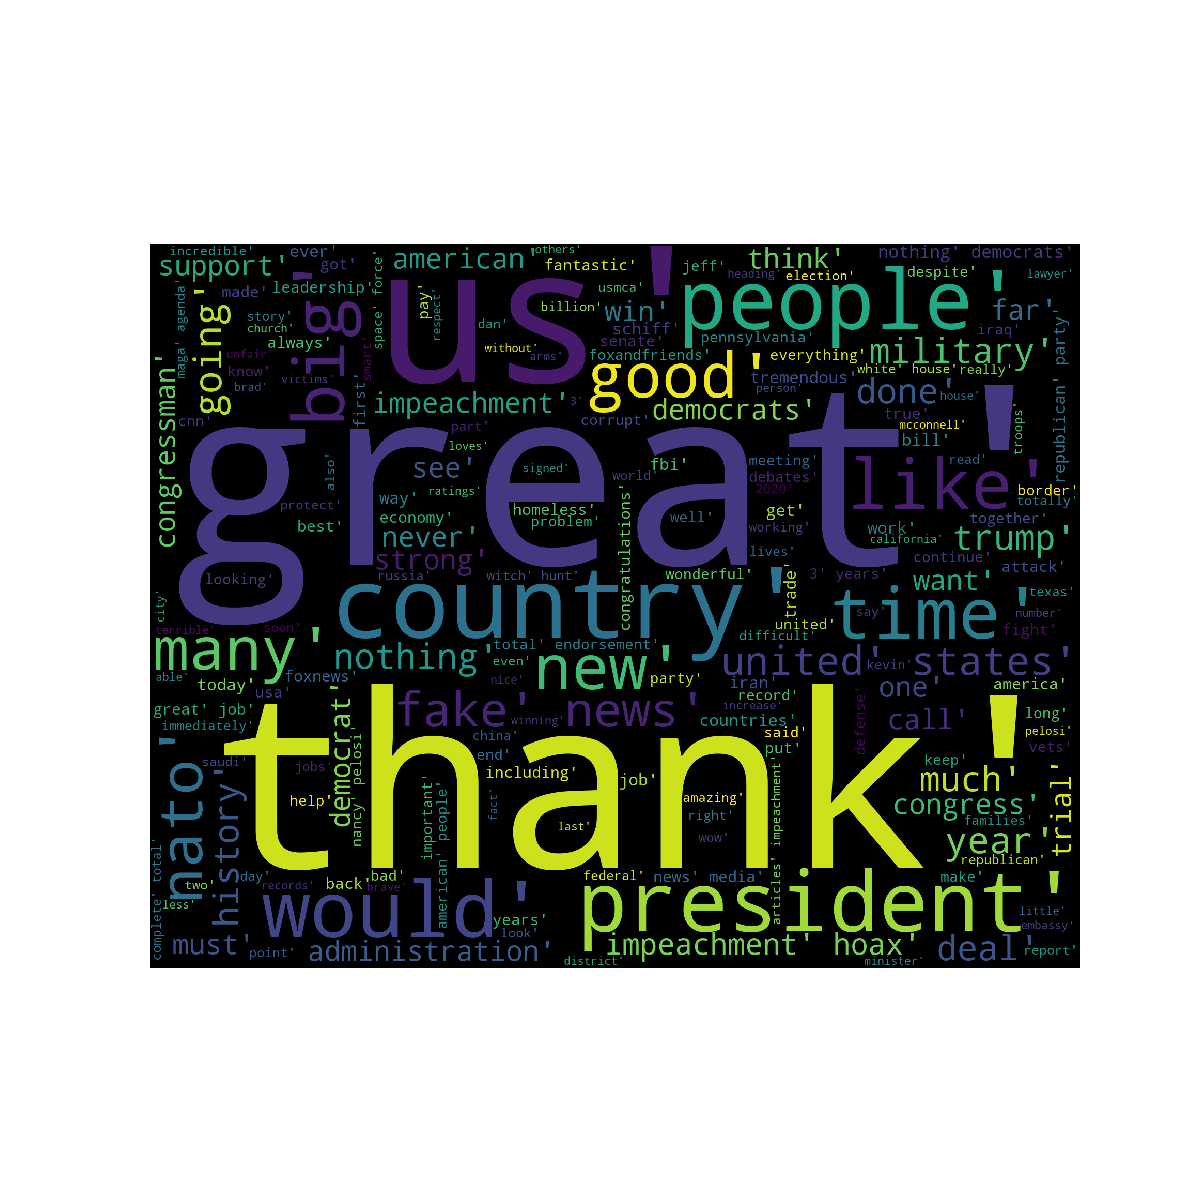 incredible'
ever'
others'
nothing' democrats'
support'
got'
american'
fantastic'
jeff'
think'
heading'
election'
despite'
lawyer'
going'
made'
leadership'
big'
space' force'
pay'
respect'
us'
usmca'
billion'
win'
people'
far'
iraq'
maga' agenda'
story'
church'
always'
dan'
schiff'
senate'
pennsylvania'
military'
republican' party'
congressman'
unfair'
know'
brad'
victims'
first'
smart'
without'
arms'
foxandfriends'
everything'
white' house'
really'
cnn'
impeachment'
3'
good'
tremendous'
person'
done'
house'
democrats'
corrupt'
true'
mcconnell'
bill'
troops'
great'
also'
part'
loves'
see'
signed'
world'
fbi'
meeting'
debates'
2020'
like'
read'
border'
totally'
protect'
best'
way'
economy'
ratings'
homeless'
problem'
congratulations'
get'
well'
working'
work'
together'
never'
california'
trump'
looking'
strong'
lives'
continue'
attack'
russia'
witch' hunt'
wonderful'
trade'
3' years'
want'
texas'
city'
country'
time'
say'
number'
terrible'
soon'
united'
fight'
many'
difficult'
nothing'
total' endorsement'
even'
new'
united' states'
kevin'
able'
today'
foxnews'
nice'
party'
iran'
one'
america'
usa'
record'
increase'
great' job'
democrat'
fake' news'
winning'
countries'
defense'
call'
long'
immediately'
said'
pelosi'
nato'
history'
saudi'
jobs'
nancy' pelosi'
china'
end'
put'
vets'
thank'
including'
job'
keep'
help'
important'
fact'
amazing'
much'
trial'
last'
right'
congress'
families'
wow'
year'
republican'
complete' total'
day'
two'
records'
back'
bad'
brave'
american' people'
federal'
news' media'
articles' impeachment'
make'
less'
would'
years'
look'
president'
little'
embassy'
must'
point'
administration'
impeachment' hoax'
deal'
report'
district'
minister'